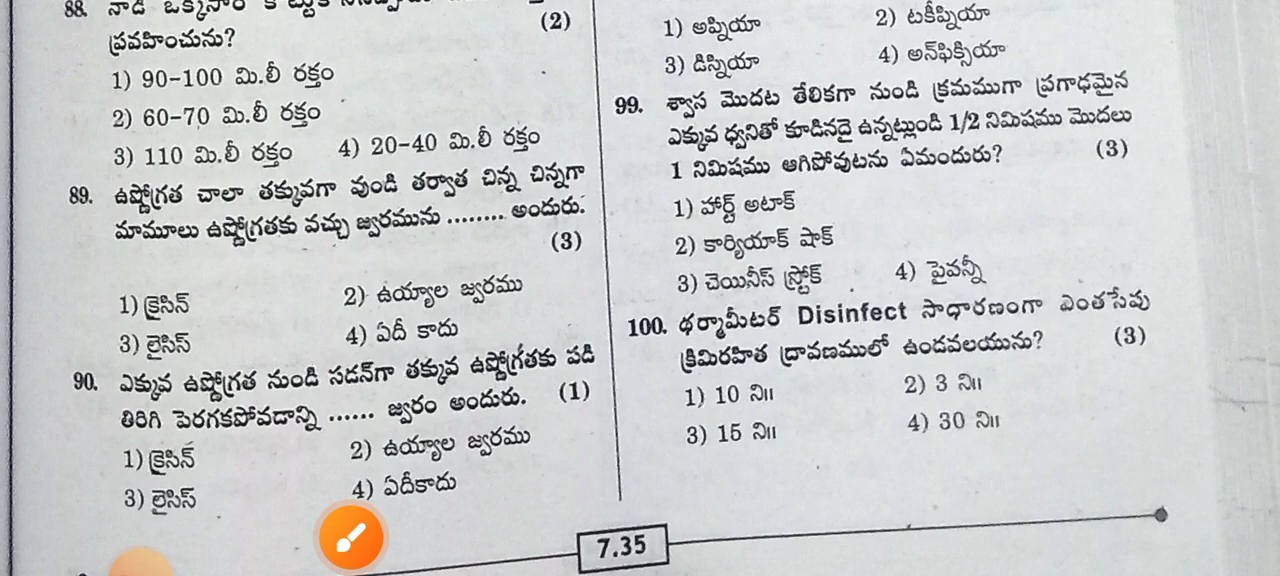 88. నాడి ఒక్కసారి
ప్రవహించును? (2)
1) 90-100 మి.లీ రక్తం
2) 60-70 మి.లీ రక్తం
3) 110 మి.లీ రక్తం 4) 20-40 మి.లీ రక్తం
89. ఉష్ణోగ్రత చాలా తక్కువగా వుండి తర్వాత చిన్న చిన్నగా
మామూలు ఉష్ణోగ్రతకు వచ్చు జ్వరమును ........ అందురు.
(3)
1) క్రైసిస్ 2) ఉయ్యాల జ్వరము
3) లైసిస్ 4) ఏదీ కాదు
90. ఎక్కువ ఉష్ణోగ్రత నుండి సడన్‌గా తక్కువ ఉష్ణోగ్రతకు పడి
తిరిగి పెరగకపోవడాన్ని ...... జ్వరం అందురు. (1)
1) క్రైసిన్ 2) ఉయ్యాల జ్వరము
3) లైసిస్ 4) ఏదీకాదు
1) అప్నియా 2) టకీప్నియా
3) డిస్నియా 4) అన్‌ఫిక్సియా
99. శ్వాస మొదట తేలికగా నుండి క్రమముగా ప్రగాఢమైన
ఎక్కువ ధ్వనితో కూడినదై ఉన్నట్లుండి 1/2 నిమిషము మొదలు
1 నిమిషము ఆగిపోవుటను ఏమందురు? (3)
1) హార్ట్ అటాక్
2) కార్యియాక్ షాక్
3) చెయినీస్ స్ట్రోక్ 4) పైవన్నీ
100. థర్మామీటర్ Disinfect సాధారణంగా ఎంతసేపు
క్రిమిరహిత ద్రావణములో ఉండవలయును? (3)
1) 10 ని॥ 2) 3 ని॥
3) 15 ని॥ 4) 30 ని॥
7.35